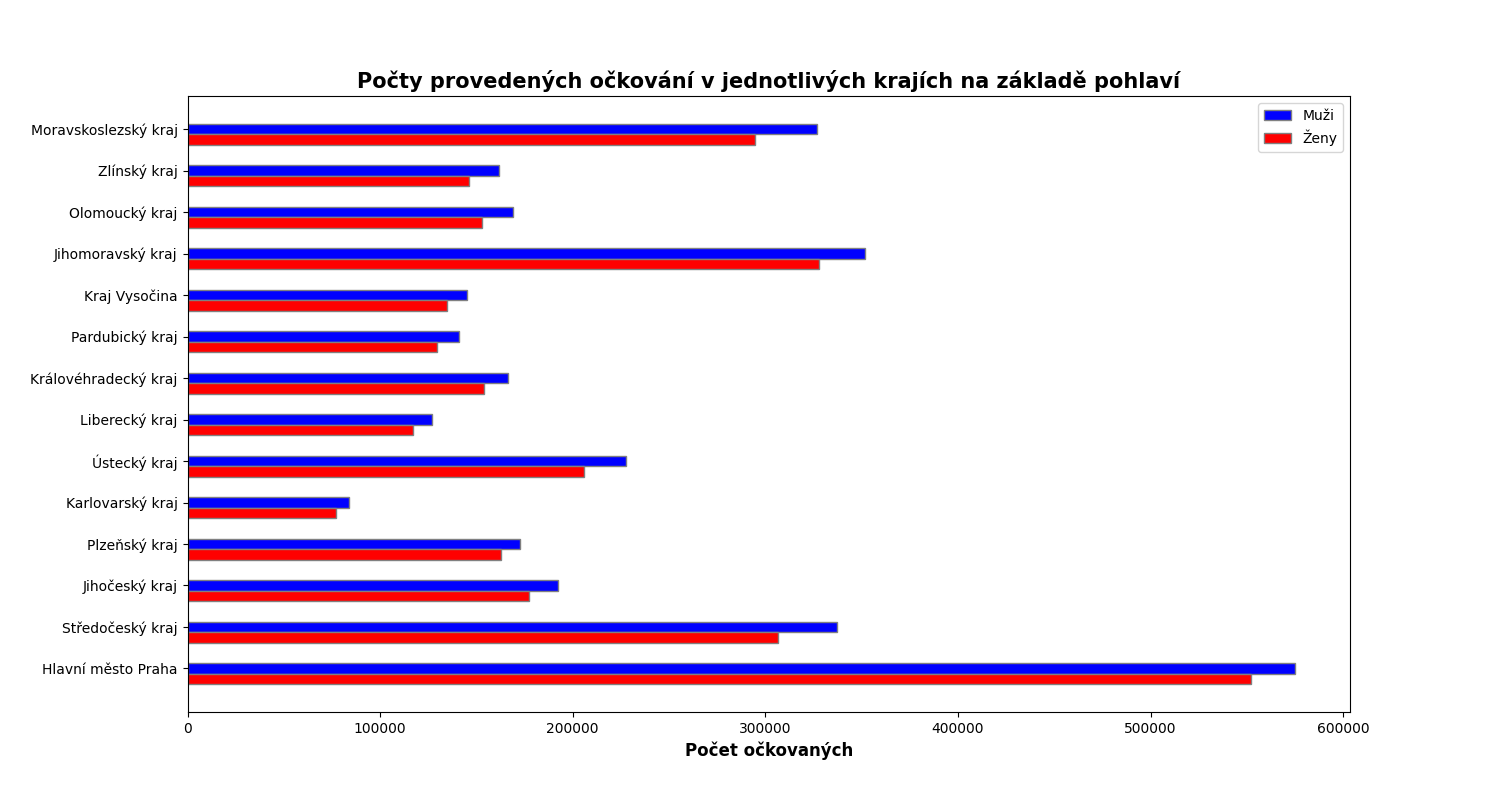 Počty provedených očkování v jednotlivých krajích na základě pohlaví
Muži
Ženy
Moravskoslezský kraj
Zlínský kraj
Olomoucký kraj
Jihomoravský kraj
Kraj Vysočina
Pardubický kraj
Královéhradecký kraj
Liberecký kraj
Ústecký kraj
Karlovarský kraj
Plzeňský kraj
Jihočeský kraj
Středočeský kraj
Hlavní město Praha
0 100000 200000 300000 400000 500000 600000
Počet očkovaných